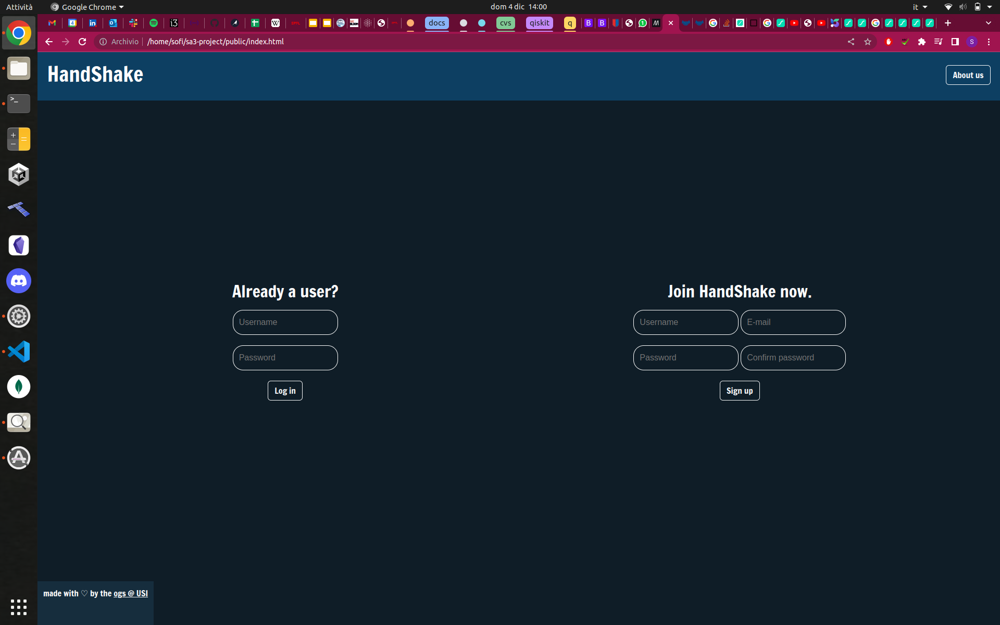 Attività
Google Chrome
dom 4 dic 14:00
it
docs
cvs
qiskit
q
Archivio
/home/sofi/sa3-project/public/index.html
S
HandShake
About us
Already a user?
Join HandShake now.
Username
Username
E-mail
Password
Password
Confirm password
Log in
Sign up
made with ♡ by the ogs @ USI